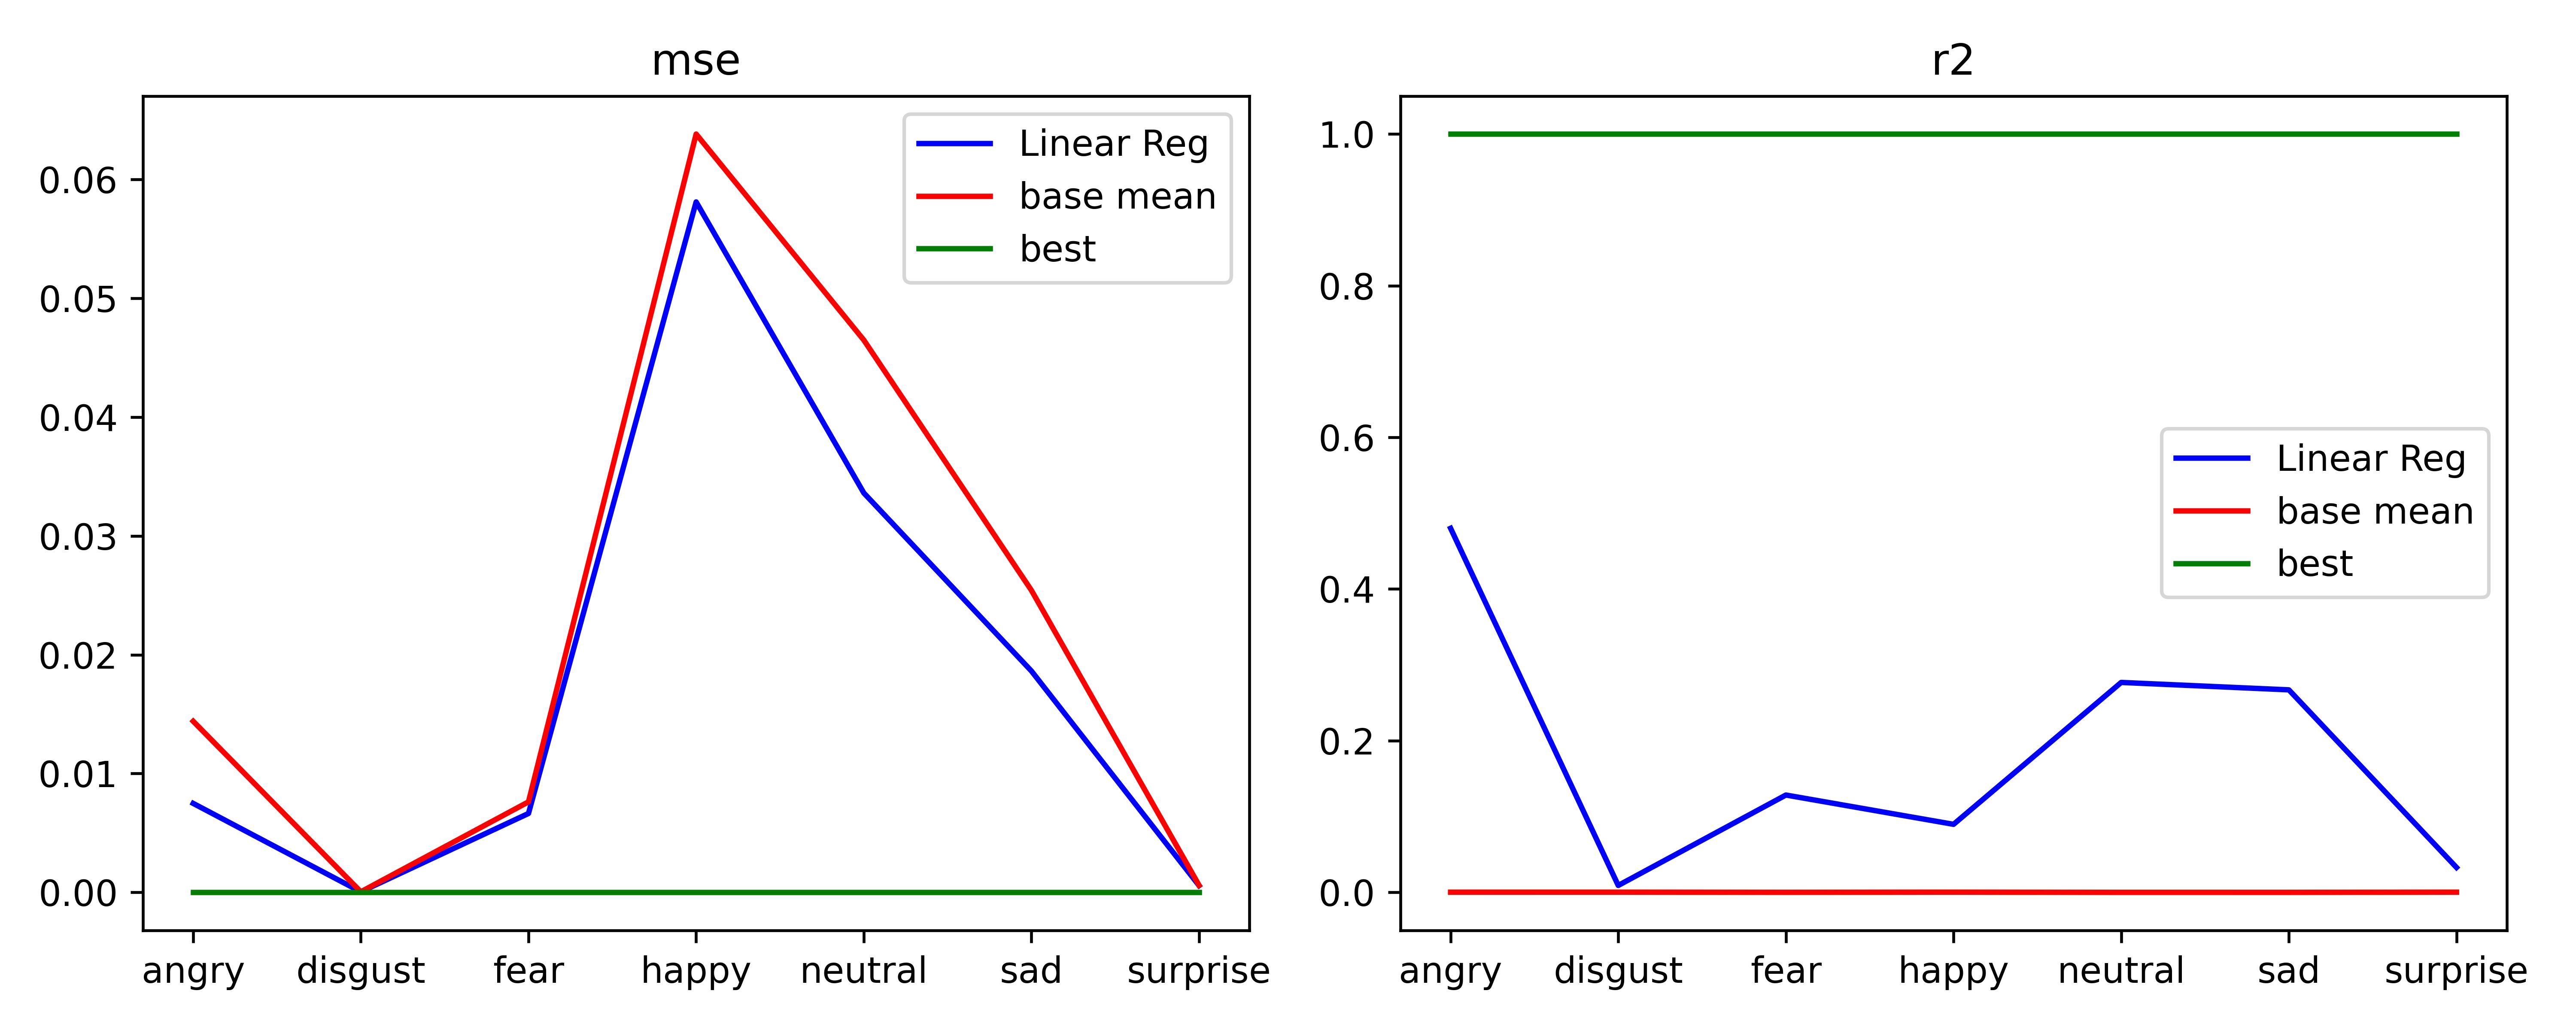 mse
0.06
0.05
0.04
0.03
0.02
0.01
0.00
Linear Reg
base mean
best
angry disgust fear happy neutral sad surprise
r2
1.0
0.8
0.6
0.4
0.2
0.0
Linear Reg
base mean
best
angry disgust fear happy neutral sad surprise